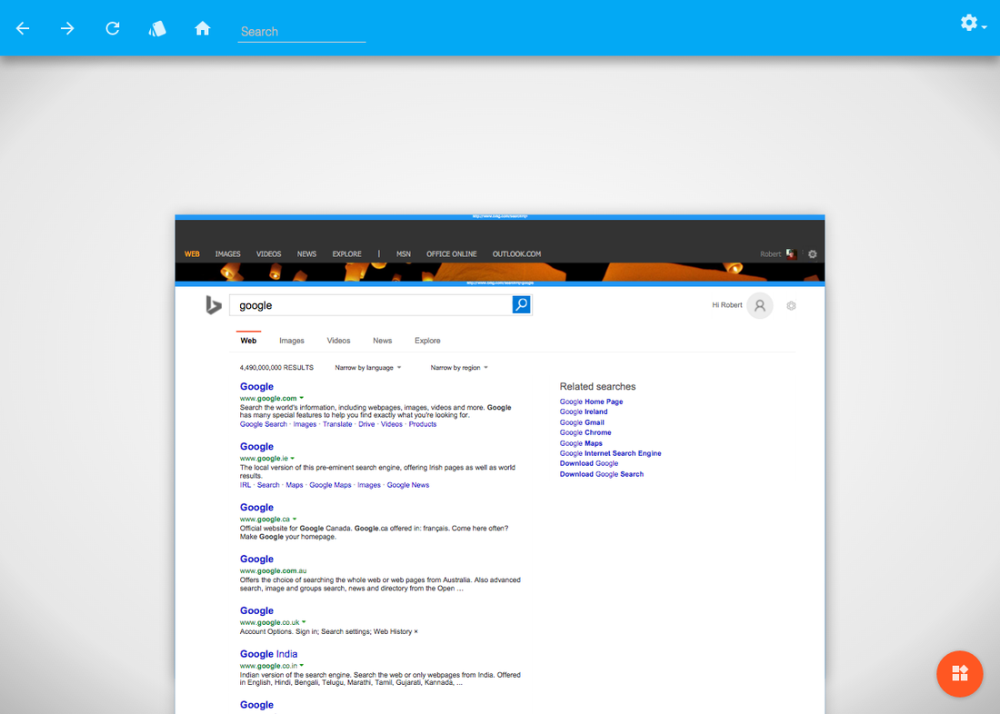 Search
http://www.bing.com/search?q=
WEB IMAGES VIDEOS NEWS EXPLORE | MSN OFFICE ONLINE OUTLOOK.COM Robert
http://www.bing.com/search?q=google
google
Hi Robert
Web Images Videos News Explore
4,490,000,000 RESULTS Narrow by language Narrow by region
Google
www.google.com
Search the world's information, including webpages, images, videos and more. Google
has many special features to help you find exactly what you're looking for.
Google Search · Images · Translate · Drive · Videos · Products
Google
www.google.ie
The local version of this pre-eminent search engine, offering Irish pages as well as world
results.
IRL · Search · Maps · Google Maps · Images · Google News
Google
www.google.ca
Official website for Google Canada. Google.ca offered in: français. Come here often?
Make Google your homepage.
Google
www.google.com.au
Offers the choice of searching the whole web or web pages from Australia. Also advanced
search, image and groups search, news and directory from the Open ...
Google
www.google.co.uk
Account Options. Sign in; Search settings; Web History ×
Google India
www.google.co.in
Indian version of the search engine. Search the web or only webpages from India. Offered
in English, Hindi, Bengali, Telugu, Marathi, Tamil, Gujarati, Kannada, ...
Google
Related searches
Google Home Page
Google Ireland
Google Gmail
Google Chrome
Google Maps
Google Internet Search Engine
Download Google
Download Google Search